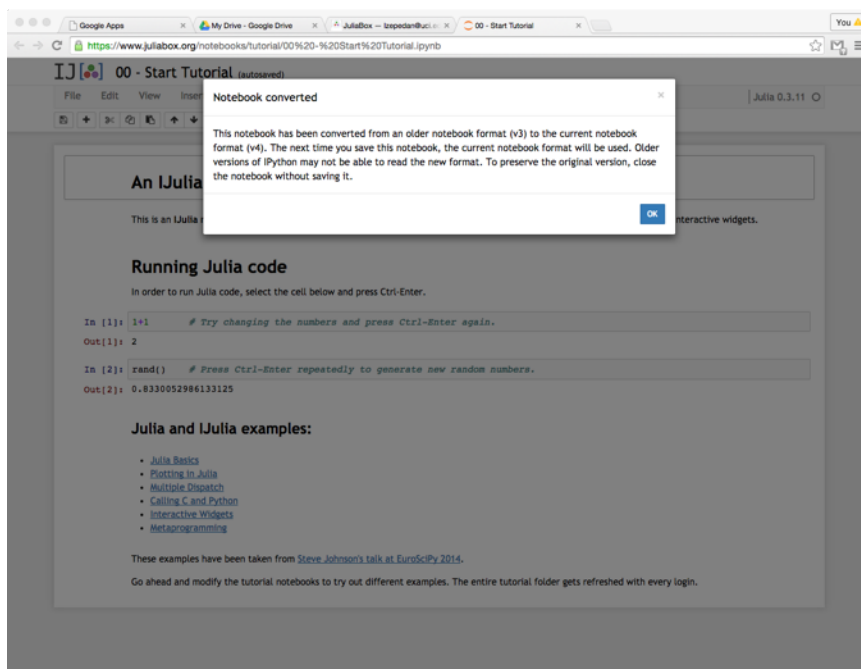 Google Apps
My Drive - Google Drive
JuliaBox — lzepedan@uci.
00 - Start Tutorial
You
https://www.juliabox.org/notebooks/tutorial/00%20-%20Start%20Tutorial.ipynb
IJ 00 - Start Tutorial (autosaved)
File Edit View Inser
Julia 0.3.11
Notebook converted
×
This notebook has been converted from an older notebook format (v3) to the current notebook
format (v4). The next time you save this notebook, the current notebook format will be used. Older
versions of IPython may not be able to read the new format. To preserve the original version, close
the notebook without saving it.
OK
An IJulia
This is an IJulia
nteractive widgets.
Running Julia code
In order to run Julia code, select the cell below and press Ctrl-Enter.
In [1]: 1+1 # Try changing the numbers and press Ctrl-Enter again.
Out[1]: 2
In [2]: rand() # Press Ctrl-Enter repeatedly to generate new random numbers.
Out[2]: 0.8330052986133125
Julia and IJulia examples:
• Julia Basics
• Plotting in Julia
• Multiple Dispatch
• Calling C and Python
• Interactive Widgets
• Metaprogramming
These examples have been taken from Steve Johnson's talk at EuroSciPy 2014.
Go ahead and modify the tutorial notebooks to try out different examples. The entire tutorial folder gets refreshed with every login.